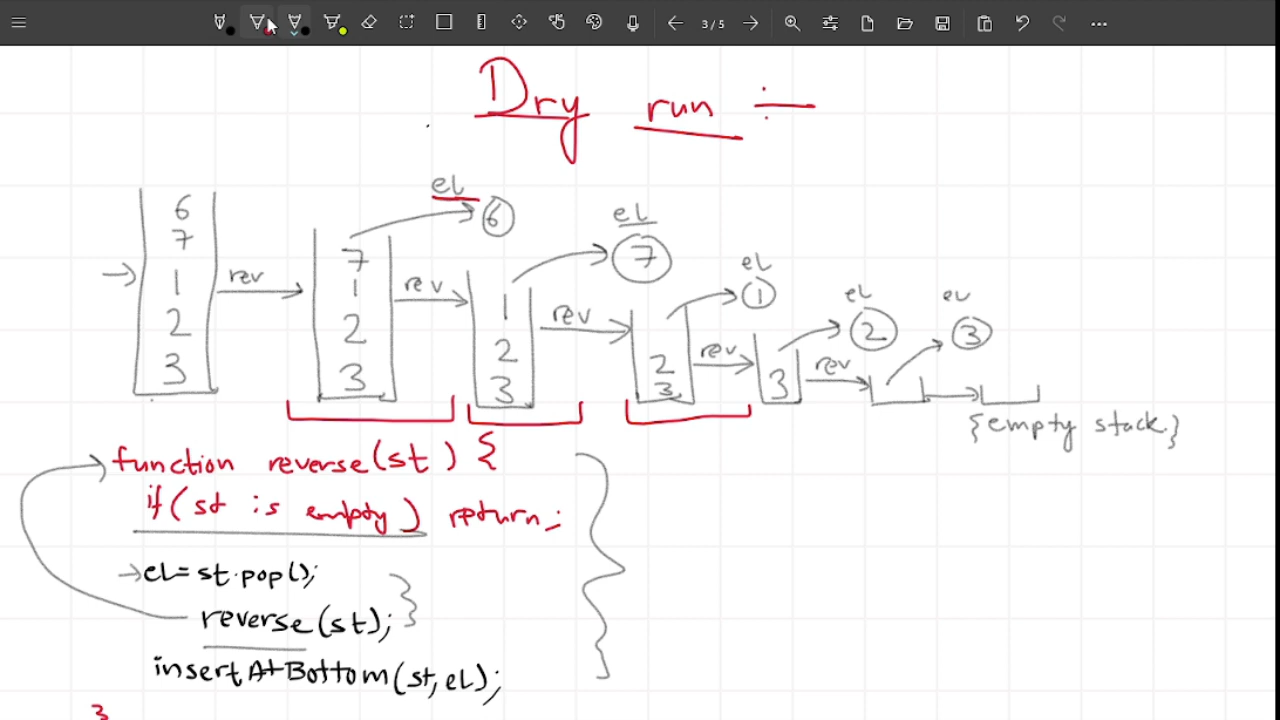 3/5
Dry run :-
el 6
el 7
el 1
el 2
el 3
6
7
1
2
3
rev
7
1
2
3
rev
1
2
3
rev
2
3
rev
3
rev
{empty stack}
function reverse(st) {
if(st is empty) return;
el=st.pop();
reverse(st);
insertAtBottom(st, el);
}